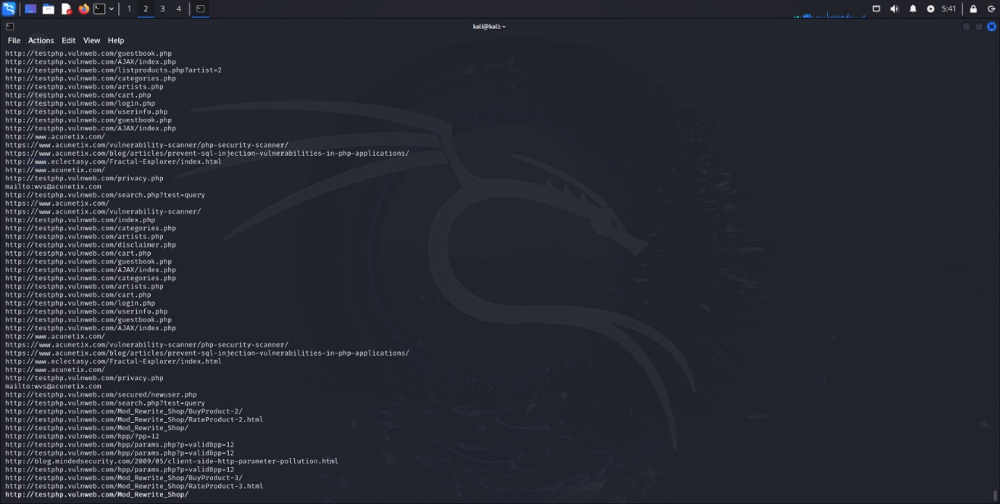 1 2 3 4 5:41
kali@kali: ~
File Actions Edit View Help
http://testphp.vulnweb.com/guestbook.php
http://testphp.vulnweb.com/AJAX/index.php
http://testphp.vulnweb.com/listproducts.php?artist=2
http://testphp.vulnweb.com/categories.php
http://testphp.vulnweb.com/artists.php
http://testphp.vulnweb.com/cart.php
http://testphp.vulnweb.com/login.php
http://testphp.vulnweb.com/userinfo.php
http://testphp.vulnweb.com/guestbook.php
http://testphp.vulnweb.com/AJAX/index.php
http://www.acunetix.com/
https://www.acunetix.com/vulnerability-scanner/php-security-scanner/
https://www.acunetix.com/blog/articles/prevent-sql-injection-vulnerabilities-in-php-applications/
http://www.eclectasy.com/Fractal-Explorer/index.html
http://www.acunetix.com/
http://testphp.vulnweb.com/privacy.php
mailto:wvs@acunetix.com
http://testphp.vulnweb.com/search.php?test=query
https://www.acunetix.com/
https://www.acunetix.com/vulnerability-scanner/
http://testphp.vulnweb.com/index.php
http://testphp.vulnweb.com/categories.php
http://testphp.vulnweb.com/artists.php
http://testphp.vulnweb.com/disclaimer.php
http://testphp.vulnweb.com/cart.php
http://testphp.vulnweb.com/guestbook.php
http://testphp.vulnweb.com/AJAX/index.php
http://testphp.vulnweb.com/categories.php
http://testphp.vulnweb.com/artists.php
http://testphp.vulnweb.com/cart.php
http://testphp.vulnweb.com/login.php
http://testphp.vulnweb.com/userinfo.php
http://testphp.vulnweb.com/guestbook.php
http://testphp.vulnweb.com/AJAX/index.php
http://www.acunetix.com/
https://www.acunetix.com/vulnerability-scanner/php-security-scanner/
https://www.acunetix.com/blog/articles/prevent-sql-injection-vulnerabilities-in-php-applications/
http://www.eclectasy.com/Fractal-Explorer/index.html
http://www.acunetix.com/
http://testphp.vulnweb.com/privacy.php
mailto:wvs@acunetix.com
http://testphp.vulnweb.com/secured/newuser.php
http://testphp.vulnweb.com/search.php?test=query
http://testphp.vulnweb.com/Mod_Rewrite_Shop/BuyProduct-2/
http://testphp.vulnweb.com/Mod_Rewrite_Shop/RateProduct-2.html
http://testphp.vulnweb.com/Mod_Rewrite_Shop/
http://testphp.vulnweb.com/hpp/?pp=12
http://testphp.vulnweb.com/hpp/params.php?p=valid&pp=12
http://testphp.vulnweb.com/hpp/params.php?p=valid&pp=12
http://blog.mindedsecurity.com/2009/05/client-side-http-parameter-pollution.html
http://testphp.vulnweb.com/hpp/params.php?p=valid&pp=12
http://testphp.vulnweb.com/Mod_Rewrite_Shop/BuyProduct-3/
http://testphp.vulnweb.com/Mod_Rewrite_Shop/RateProduct-3.html
http://testphp.vulnweb.com/Mod_Rewrite_Shop/